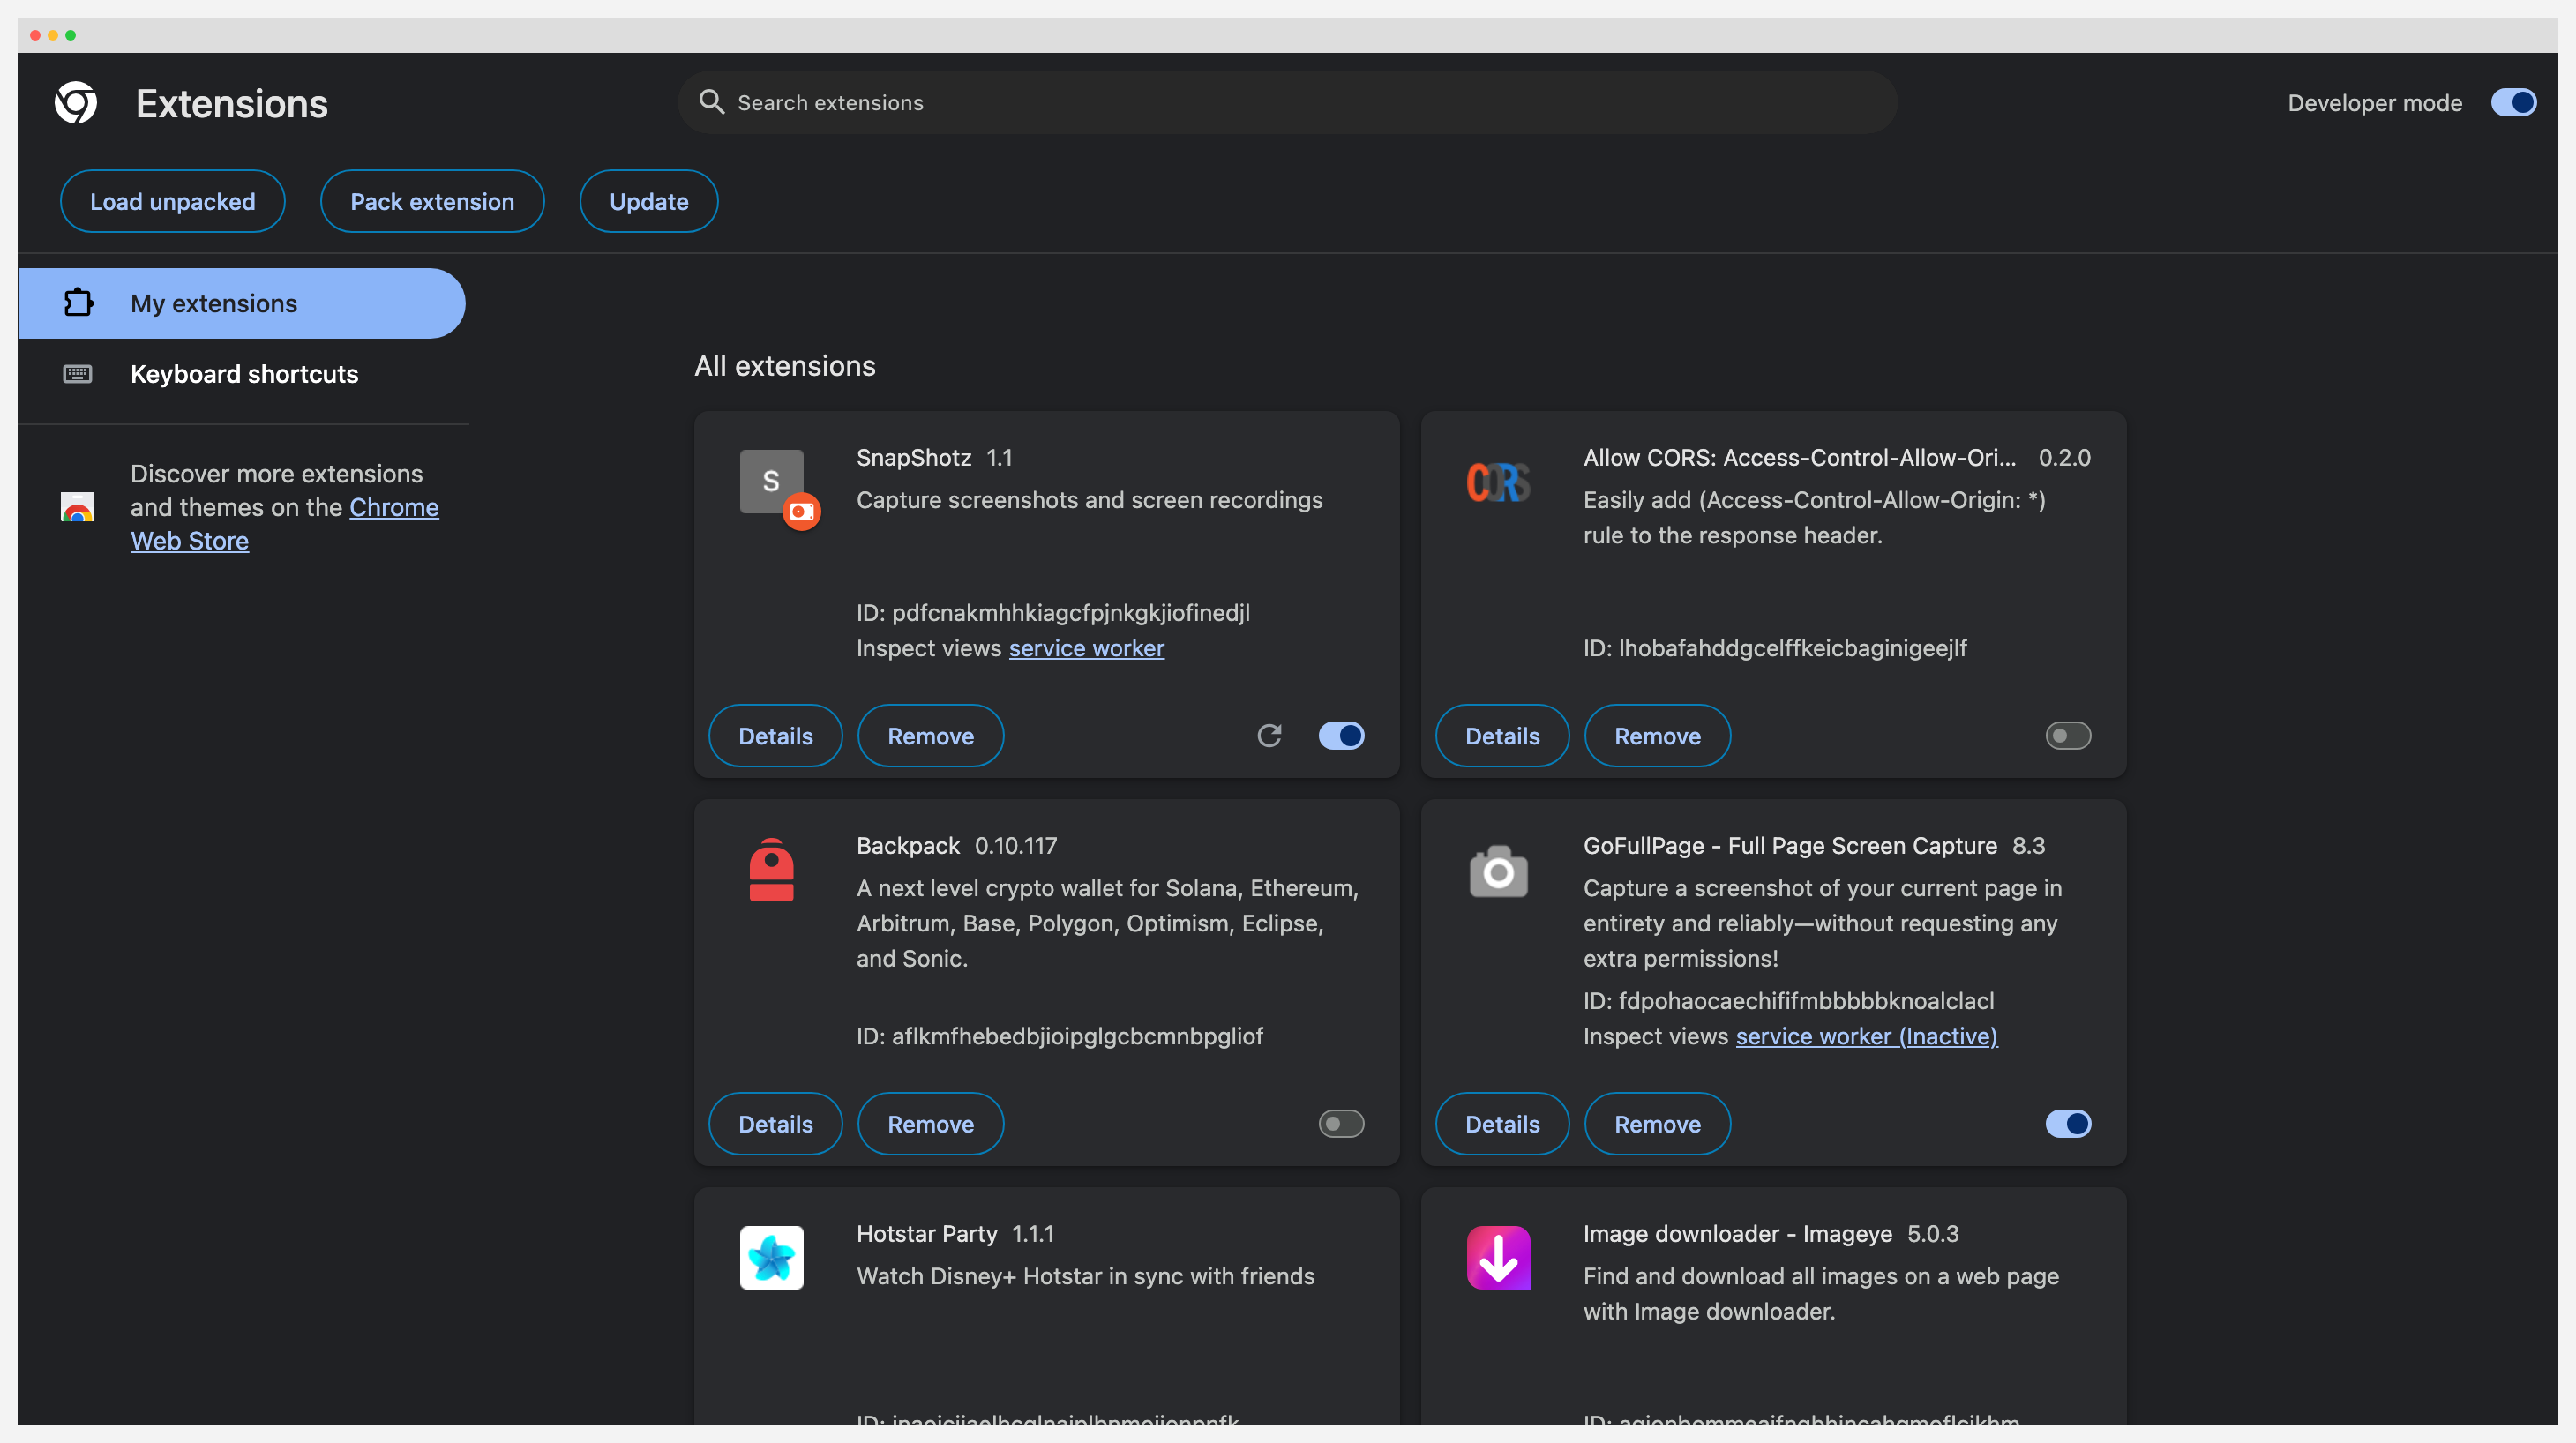 Extensions
Search extensions
Developer mode
Load unpacked
Pack extension
Update
My extensions
Keyboard shortcuts
Discover more extensions
and themes on the Chrome
Web Store
All extensions
S
SnapShotz 1.1
Capture screenshots and screen recordings
ID: pdfcnakmhhkiagcfpjnkgkjiofinedjl
Inspect views service worker
Details
Remove
CORS
Allow CORS: Access-Control-Allow-Ori... 0.2.0
Easily add (Access-Control-Allow-Origin: *)
rule to the response header.
ID: lhobafahddgcelffkeicbaginigeejlf
Details
Remove
Backpack 0.10.117
A next level crypto wallet for Solana, Ethereum,
Arbitrum, Base, Polygon, Optimism, Eclipse,
and Sonic.
ID: aflkmfhebedbjioipglgcbcmnbpgliof
Details
Remove
GoFullPage - Full Page Screen Capture 8.3
Capture a screenshot of your current page in
entirety and reliably—without requesting any
extra permissions!
ID: fdpohaocaechififmbbbbbknoalclacl
Inspect views service worker (Inactive)
Details
Remove
Hotstar Party 1.1.1
Watch Disney+ Hotstar in sync with friends
ID:
Image downloader - Imageye 5.0.3
Find and download all images on a web page
with Image downloader.
ID: